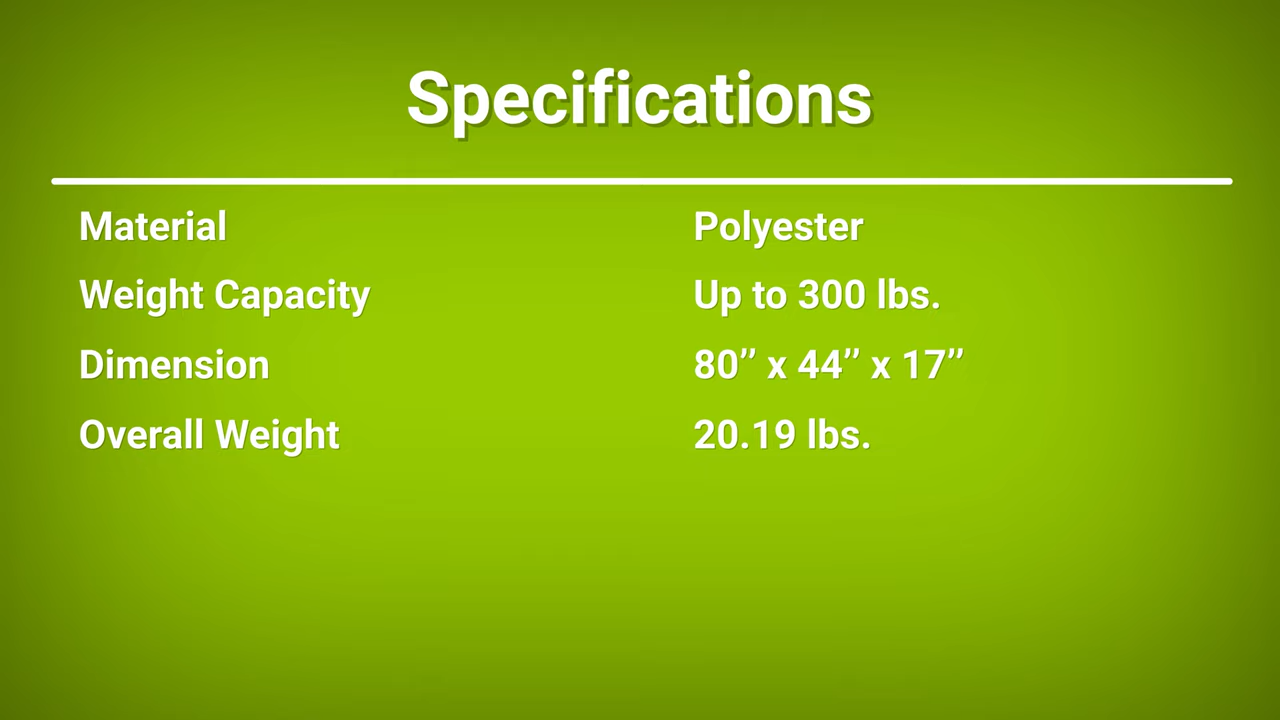 Specifications
Material Polyester
Weight Capacity Up to 300 lbs.
Dimension 80’’ x 44’’ x 17’’
Overall Weight 20.19 lbs.